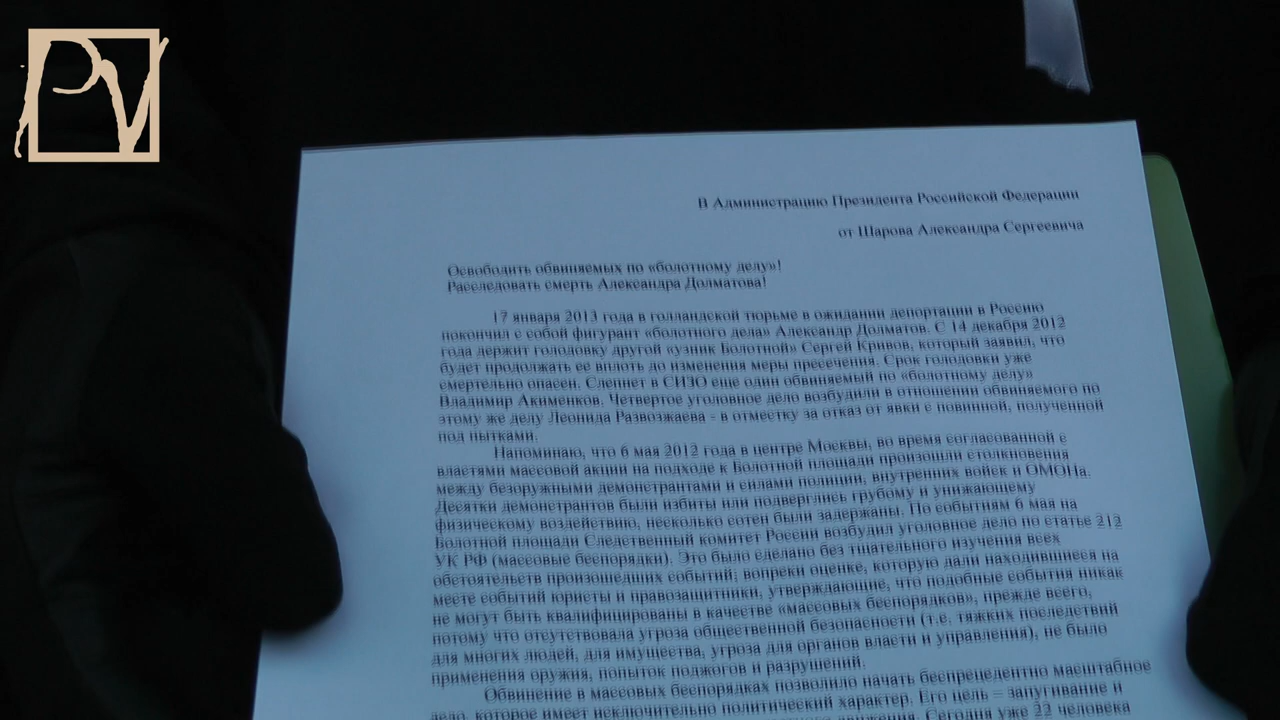 PV
В Администрацию Президента Российской Федерации
от Шарова Александра Сергеевича
Освободить обвиняемых по «болотному делу»!
Расследовать смерть Александра Долматова!
17 января 2013 года в голландской тюрьме в ожидании депортации в Россию
покончил с собой фигурант «болотного дела» Александр Долматов. С 14 декабря 2012
года держит голодовку другой «узник Болотной» Сергей Кривов, который заявил, что
будет продолжать ее вплоть до изменения меры пресечения. Срок голодовки уже
смертельно опасен. Слепнет в СИЗО еще один обвиняемый по «болотному делу»
Владимир Акименков. Четвертое уголовное дело возбудили в отношении обвиняемого по
этому же делу Леонида Развозжаева - в отместку за отказ от явки с повинной, полученной
под пытками.
Напоминаю, что 6 мая 2012 года в центре Москвы, во время согласованной с
властями массовой акции на подходе к Болотной площади произошли столкновения
между безоружными демонстрантами и силами полиции, внутренних войск и ОМОНа.
Десятки демонстрантов были избиты или подверглись грубому и унижающему
физическому воздействию, несколько сотен были задержаны. По событиям 6 мая на
Болотной площади Следственный комитет России возбудил уголовное дело по статье 212
УК РФ (массовые беспорядки). Это было сделано без тщательного изучения всех
обстоятельств произошедших событий; вопреки оценке, которую дали находившиеся на
месте событий юристы и правозащитники, утверждающие, что подобные события никак
не могут быть квалифицированы в качестве «массовых беспорядков», прежде всего,
потому что отсутствовала угроза общественной безопасности (т.е. тяжких последствий
для многих людей, для имущества, угроза для органов власти и управления), не было
применения оружия, попыток поджогов и разрушений.
Обвинение в массовых беспорядках позволило начать беспрецедентно масштабное
дело, которое имеет исключительно политический характер. Его цель – запугивание и
движения. Сегодня уже 22 человека